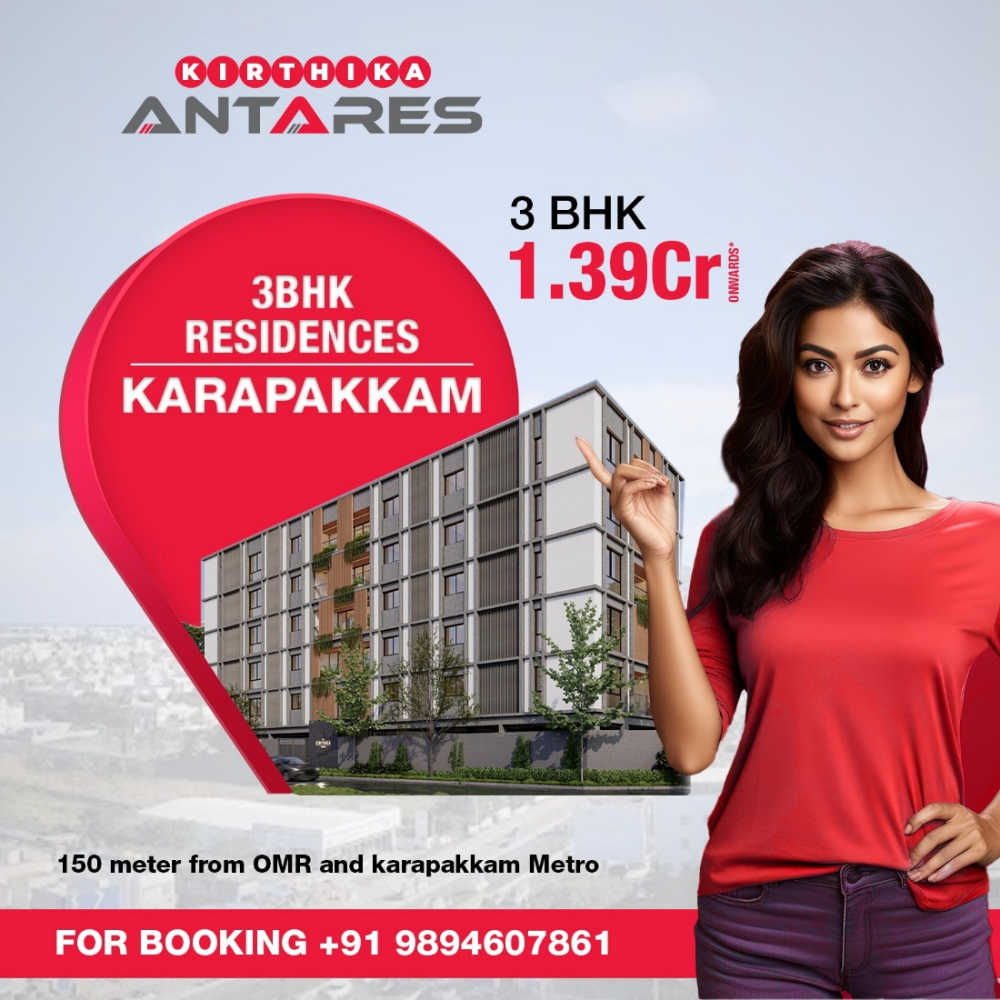 KIRTHIKA
ANTARES
3 BHK
1.39Cr ONWARDS*
3BHK
RESIDENCES
KARAPAKKAM
KIRTHIKA
150 meter from OMR and karapakkam Metro
FOR BOOKING +91 9894607861